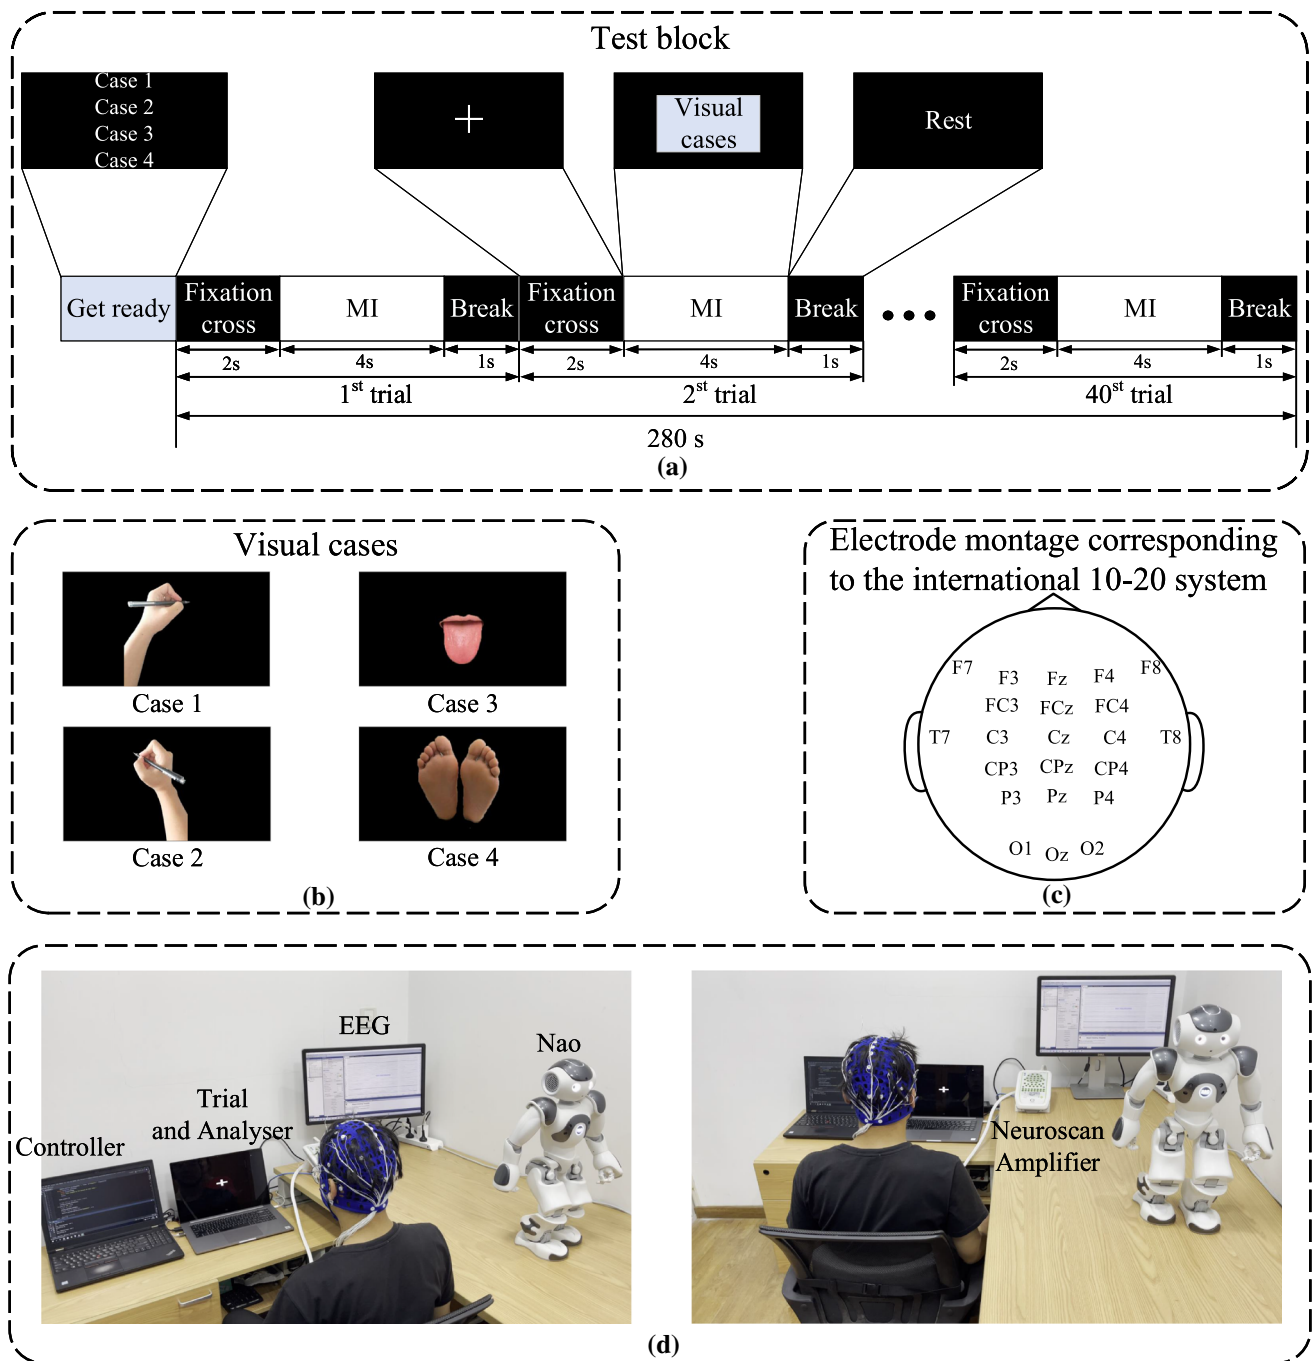 Test block
Case 1
Case 2
Case 3
Case 4
+
Visual
cases
Rest
Get ready
Fixation
cross
MI
Break
Fixation
cross
MI
Break
•••
Fixation
cross
MI
Break
2s
4s
1s
2s
4s
1s
2s
4s
1s
1st trial
2st trial
40st trial
280 s
(a)
Visual cases
Case 1
Case 3
Case 2
Case 4
(b)
Electrode montage corresponding
to the international 10-20 system
F7 F3 Fz F4 F8
FC3 FCz FC4
T7 C3 Cz C4 T8
CP3 CPz CP4
P3 Pz P4
O1 Oz O2
(c)
EEG
Nao
Trial
and Analyser
Controller
Neuroscan
Amplifier
(d)